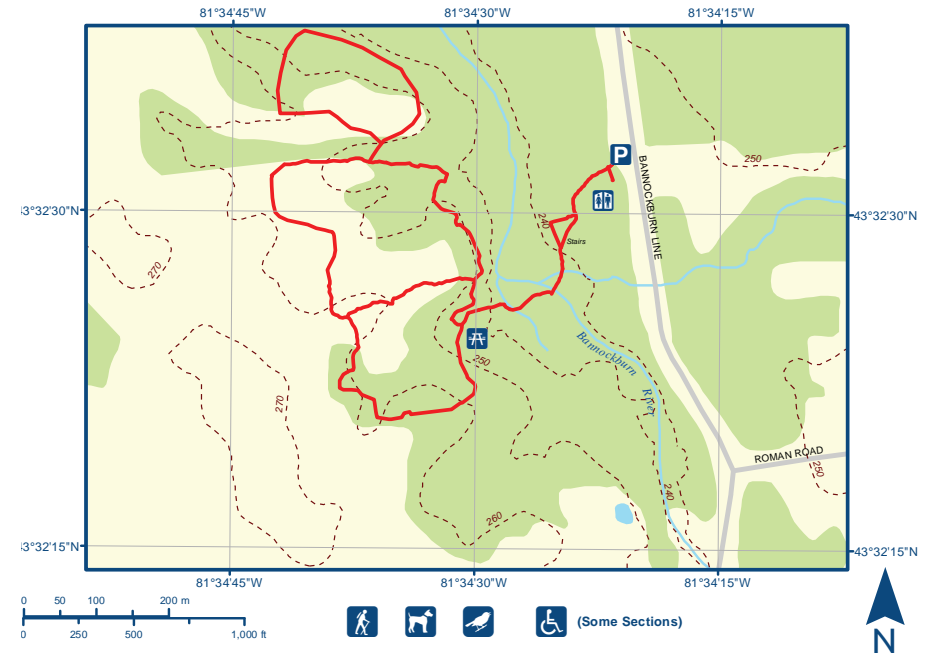 81°34'45"W 81°34'30"W 81°34'15"W
P
BANNOCKBURN LINE
250
3°32'30"N
43°32'30"N
240
Stairs
270
250
Bannockburn
River
270
ROMAN ROAD
250
240
260
3°32'15"N
43°32'15"N
81°34'45"W 81°34'30"W 81°34'15"W
0 50 100 200 m
0 250 500 1,000 ft
(Some Sections)
N